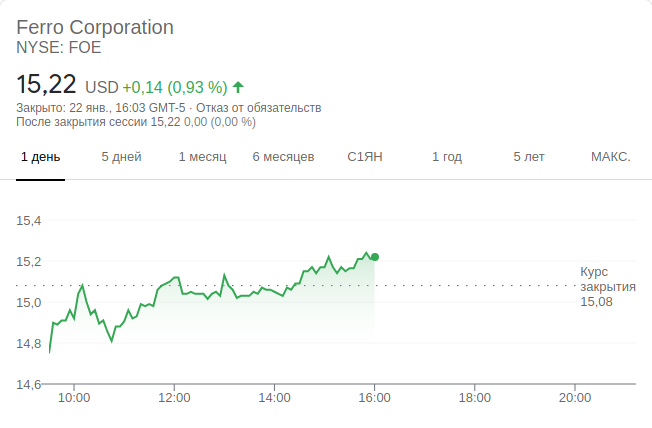 Ferro Corporation
NYSE: FOE
15,22 USD +0,14 (0,93 %)
Закрыто: 22 янв., 16:03 GMT-5 · Отказ от обязательств
После закрытия сессии 15,22 0,00 (0,00 %)
1 день 5 дней 1 месяц 6 месяцев С1ЯН 1 год 5 лет МАКС.
15,4
15,2
Курс
закрытия
15,08
15,0
14,8
14,6
10:00 12:00 14:00 16:00 18:00 20:00